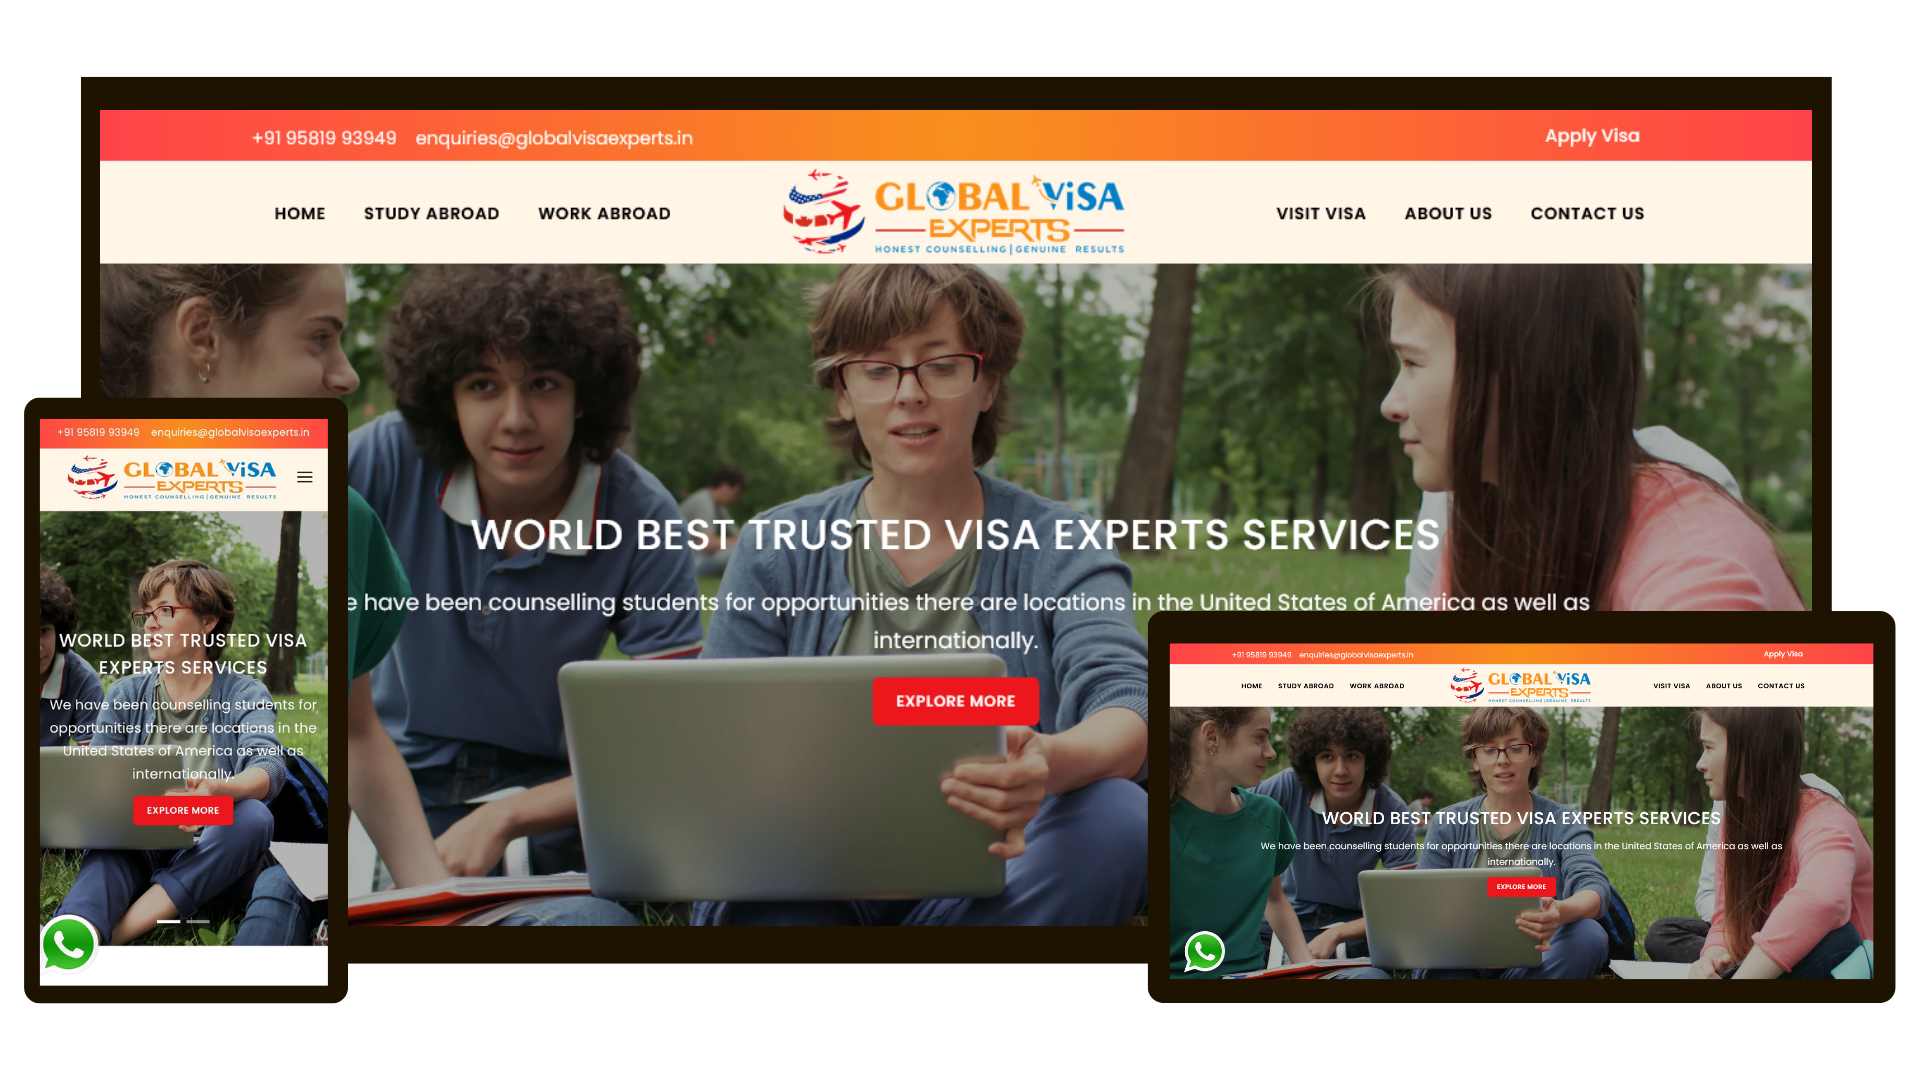 +91 95819 93949 enquiries@globalvisaexperts.in Apply Visa
HOME STUDY ABROAD WORK ABROAD
GLOBAL ViSA
EXPERTS
HONEST COUNSELLING|GENUINE RESULTS
VISIT VISA ABOUT US CONTACT US
WORLD BEST TRUSTED VISA EXPERTS SERVICES
e have been counselling students for opportunities there are locations in the United States of America as well as
internationally.
EXPLORE MORE
+91 95819 93949 enquiries@globalvisaexperts.in
GLOBAL ViSA
EXPERTS
HONEST COUNSELLING|GENUINE RESULTS
WORLD BEST TRUSTED VISA
EXPERTS SERVICES
We have been counselling students for
opportunities there are locations in the
United States of America as well as
internationally.
EXPLORE MORE
+91 95819 93949 enquiries@globalvisaexperts.in Apply Visa
HOME STUDY ABROAD WORK ABROAD
GLOBAL ViSA
EXPERTS
HONEST COUNSELLING|GENUINE RESULTS
VISIT VISA ABOUT US CONTACT US
WORLD BEST TRUSTED VISA EXPERTS SERVICES
We have been counselling students for opportunities there are locations in the United States of America as well as
internationally.
EXPLORE MORE